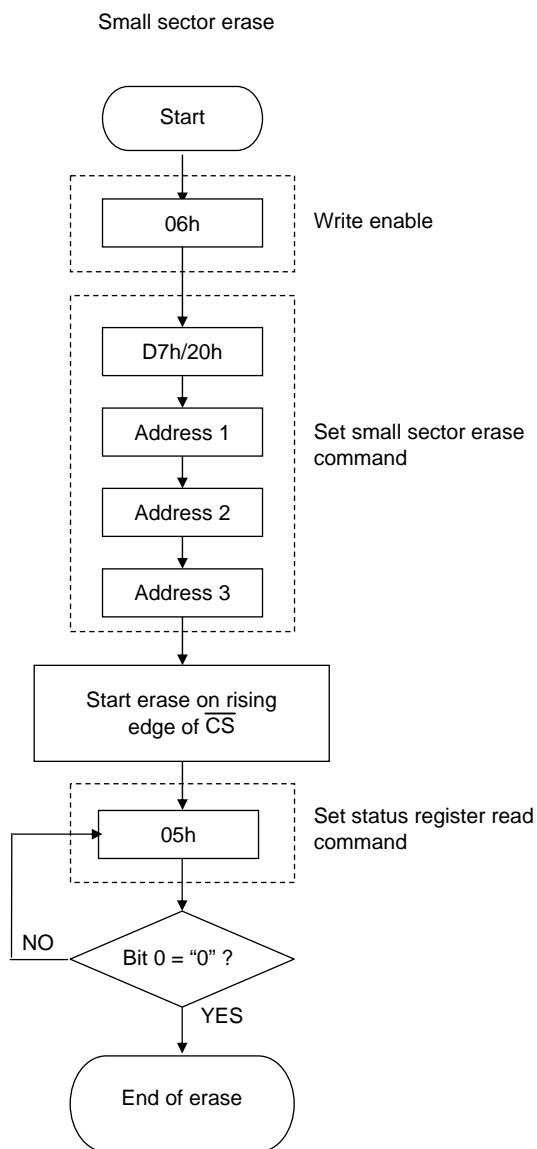 Small sector erase
Start
06h
Write enable
D7h/20h
Address 1
Set small sector erase
command
Address 2
Address 3
Start erase on rising
edge of C̅S̅
Set status register read
command
05h
NO
Bit 0 = “0” ?
YES
End of erase